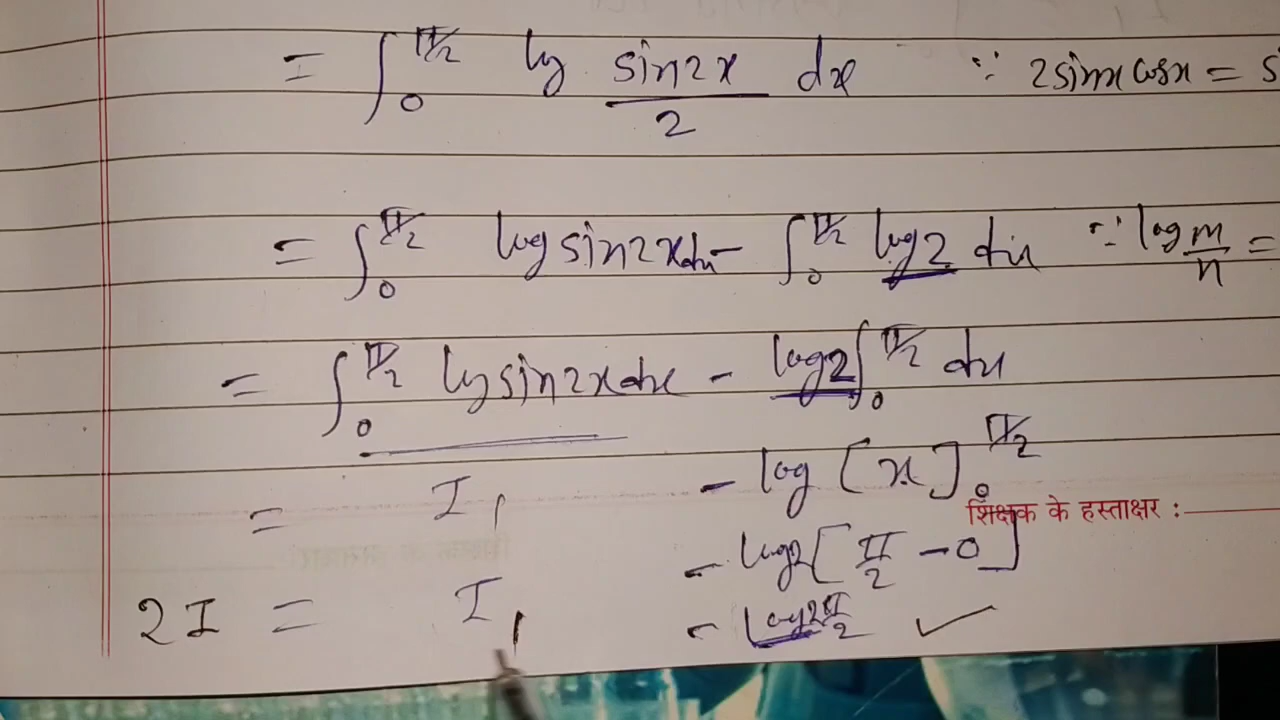 = ∫₀^π/2 log sin2x/2 dx ∵ 2sinx cosx = s
= ∫₀^π/2 log sin2x dx - ∫₀^π/2 log2 dx ∵ log m/n =
= ∫₀^π/2 log sin2x dx - log2 ∫₀^π/2 dx
= I₁ - log [x]₀^π/2
शिक्षक के हस्ताक्षर :
- log2[π/2 - 0]
2I = I₁ - log2 π/2 ✓